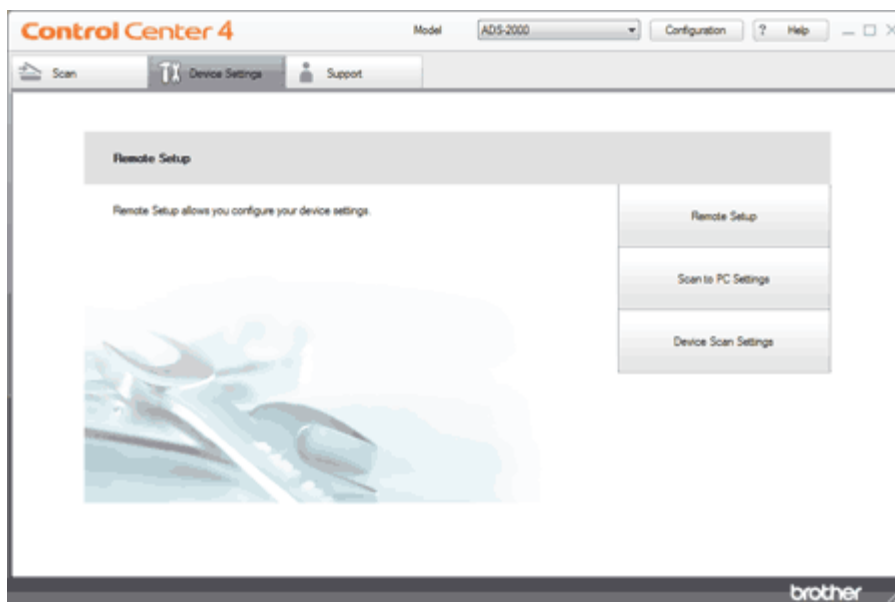 Control Center 4
Model
ADS-2000
Configuration
? Help
Scan
Device Settings
Support
Remote Setup
Remote Setup allows you configure your device settings.
Remote Setup
Scan to PC Settings
Device Scan Settings
brother